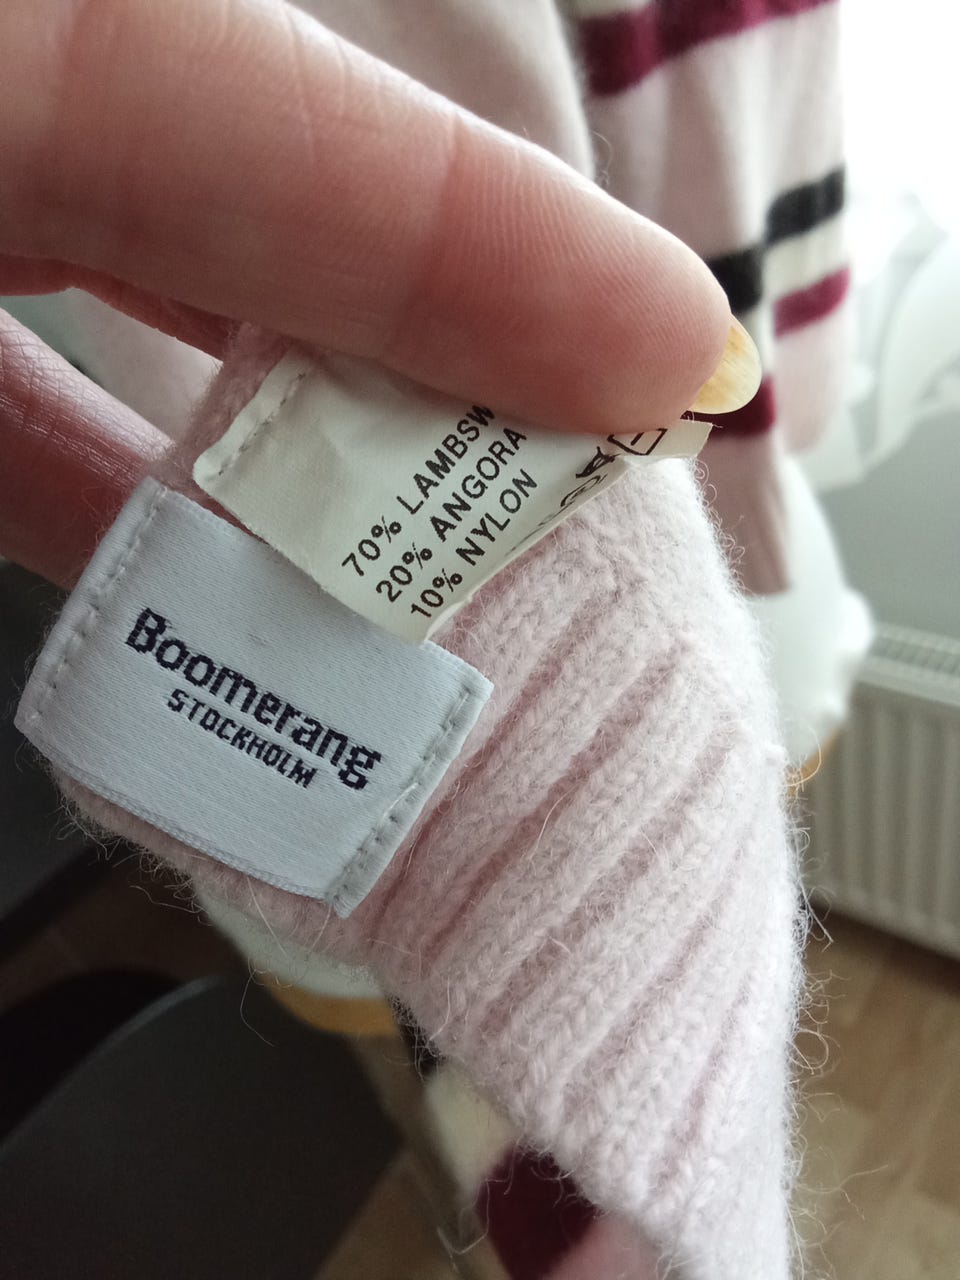 70% LAMBSW
20% ANGORA
10% NYLON
Boomerang
STOCKHOLM